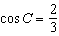 cos C = 2/3